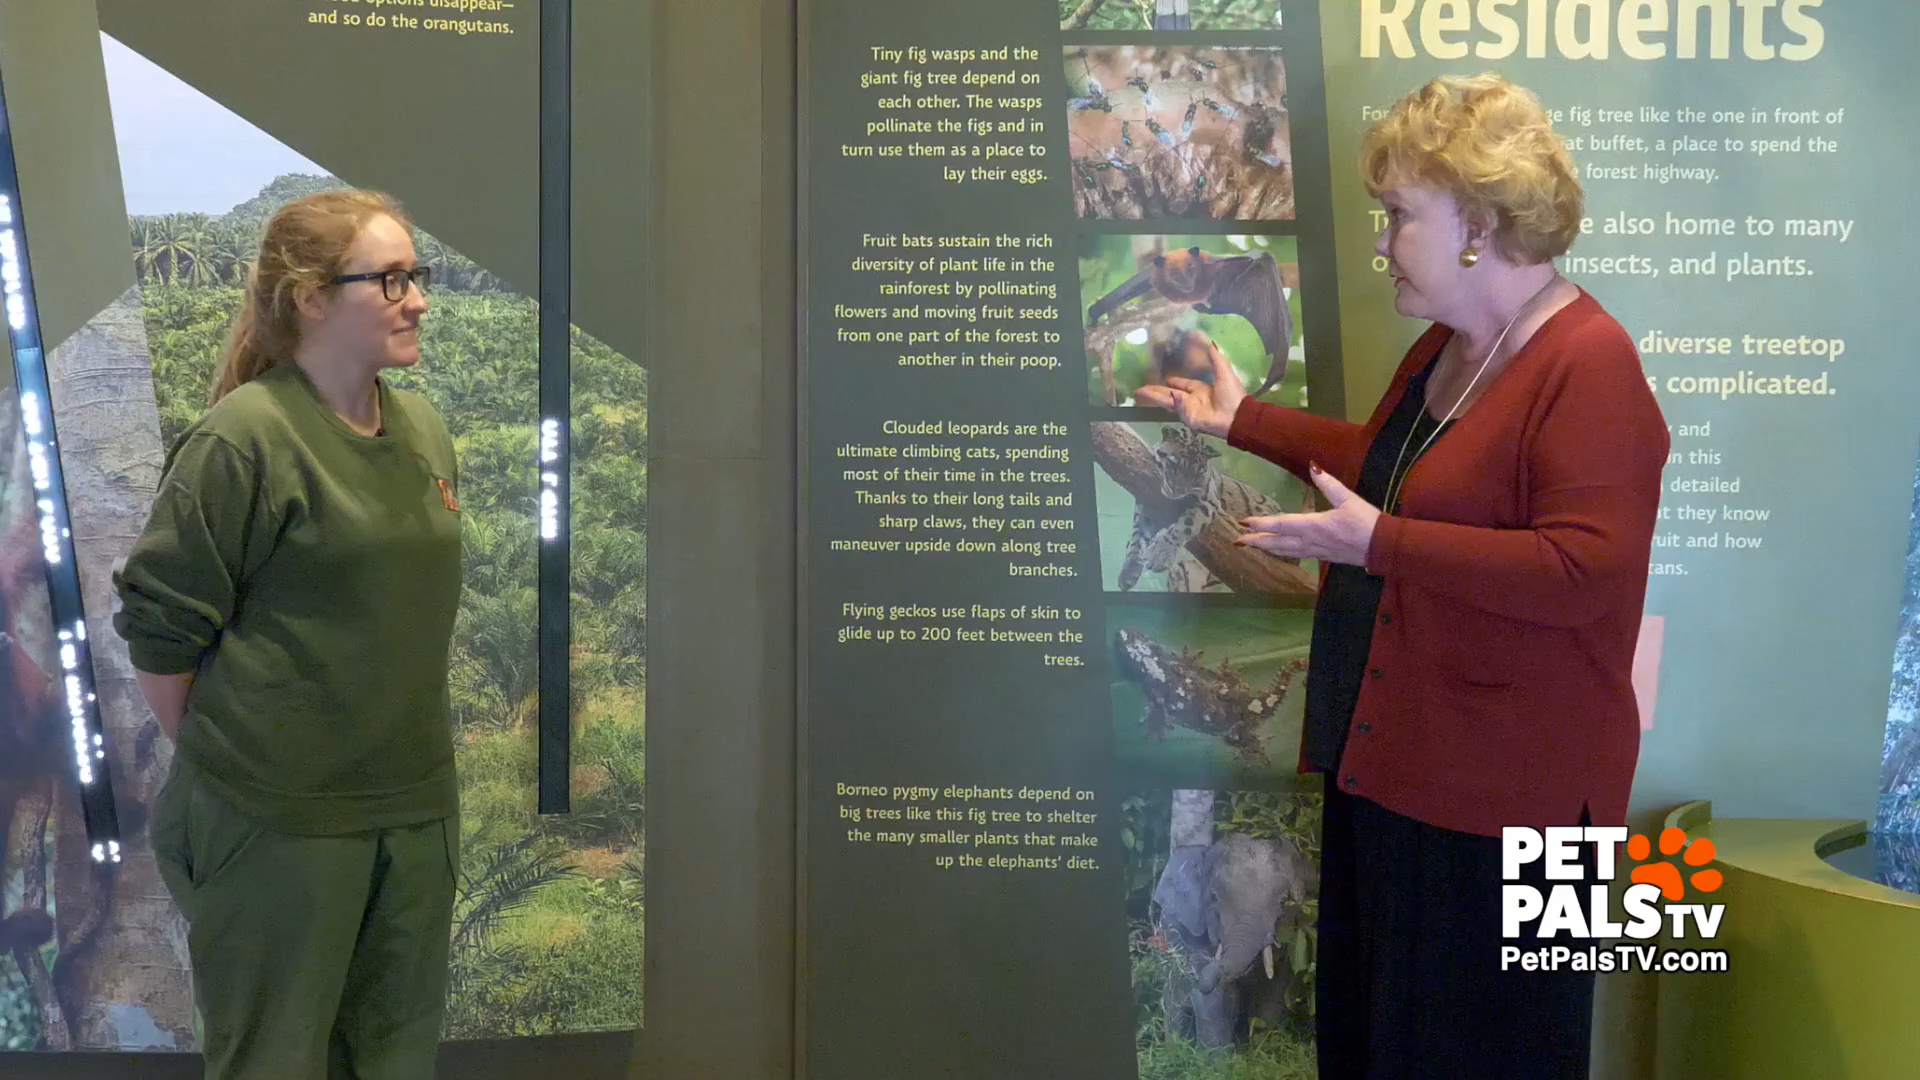 options disappear—
and so do the orangutans.
Tiny fig wasps and the
giant fig tree depend on
each other. The wasps
pollinate the figs and in
turn use them as a place to
lay their eggs.
Fruit bats sustain the rich
diversity of plant life in the
rainforest by pollinating
flowers and moving fruit seeds
from one part of the forest to
another in their poop.
Clouded leopards are the
ultimate climbing cats, spending
most of their time in the trees.
Thanks to their long tails and
sharp claws, they can even
maneuver upside down along tree
branches.
Flying geckos use flaps of skin to
glide up to 200 feet between the
trees.
Borneo pygmy elephants depend on
big trees like this fig tree to shelter
the many smaller plants that make
up the elephants' diet.
Residents
fig tree like the one in front of
buffet, a place to spend the
forest highway.
also home to many
insects, and plants.
diverse treetop
complicated.
and
this
detailed
they know
and how
PET
PALS TV
PetPalsTV.com